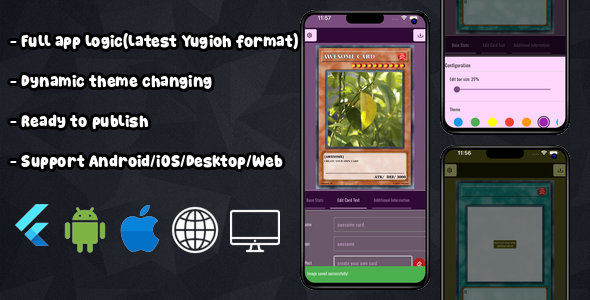 - Full app logic(latest Yugioh format)
- Dynamic theme changing
- Ready to publish
- Support Android/iOS/Desktop/Web
11:57
AWESOME CARD
[AWESOME]
CREATE YOUR OWN CARD
ATK/ DEF/ 3000
Base Stats
Edit Card Text
Additional Information
awesome card
awesome
create your own card
Image saved successfully!
Base Stats
Edit Card Text
Additional Information
Configuration
Edit bar size: 25%
Theme
11:56